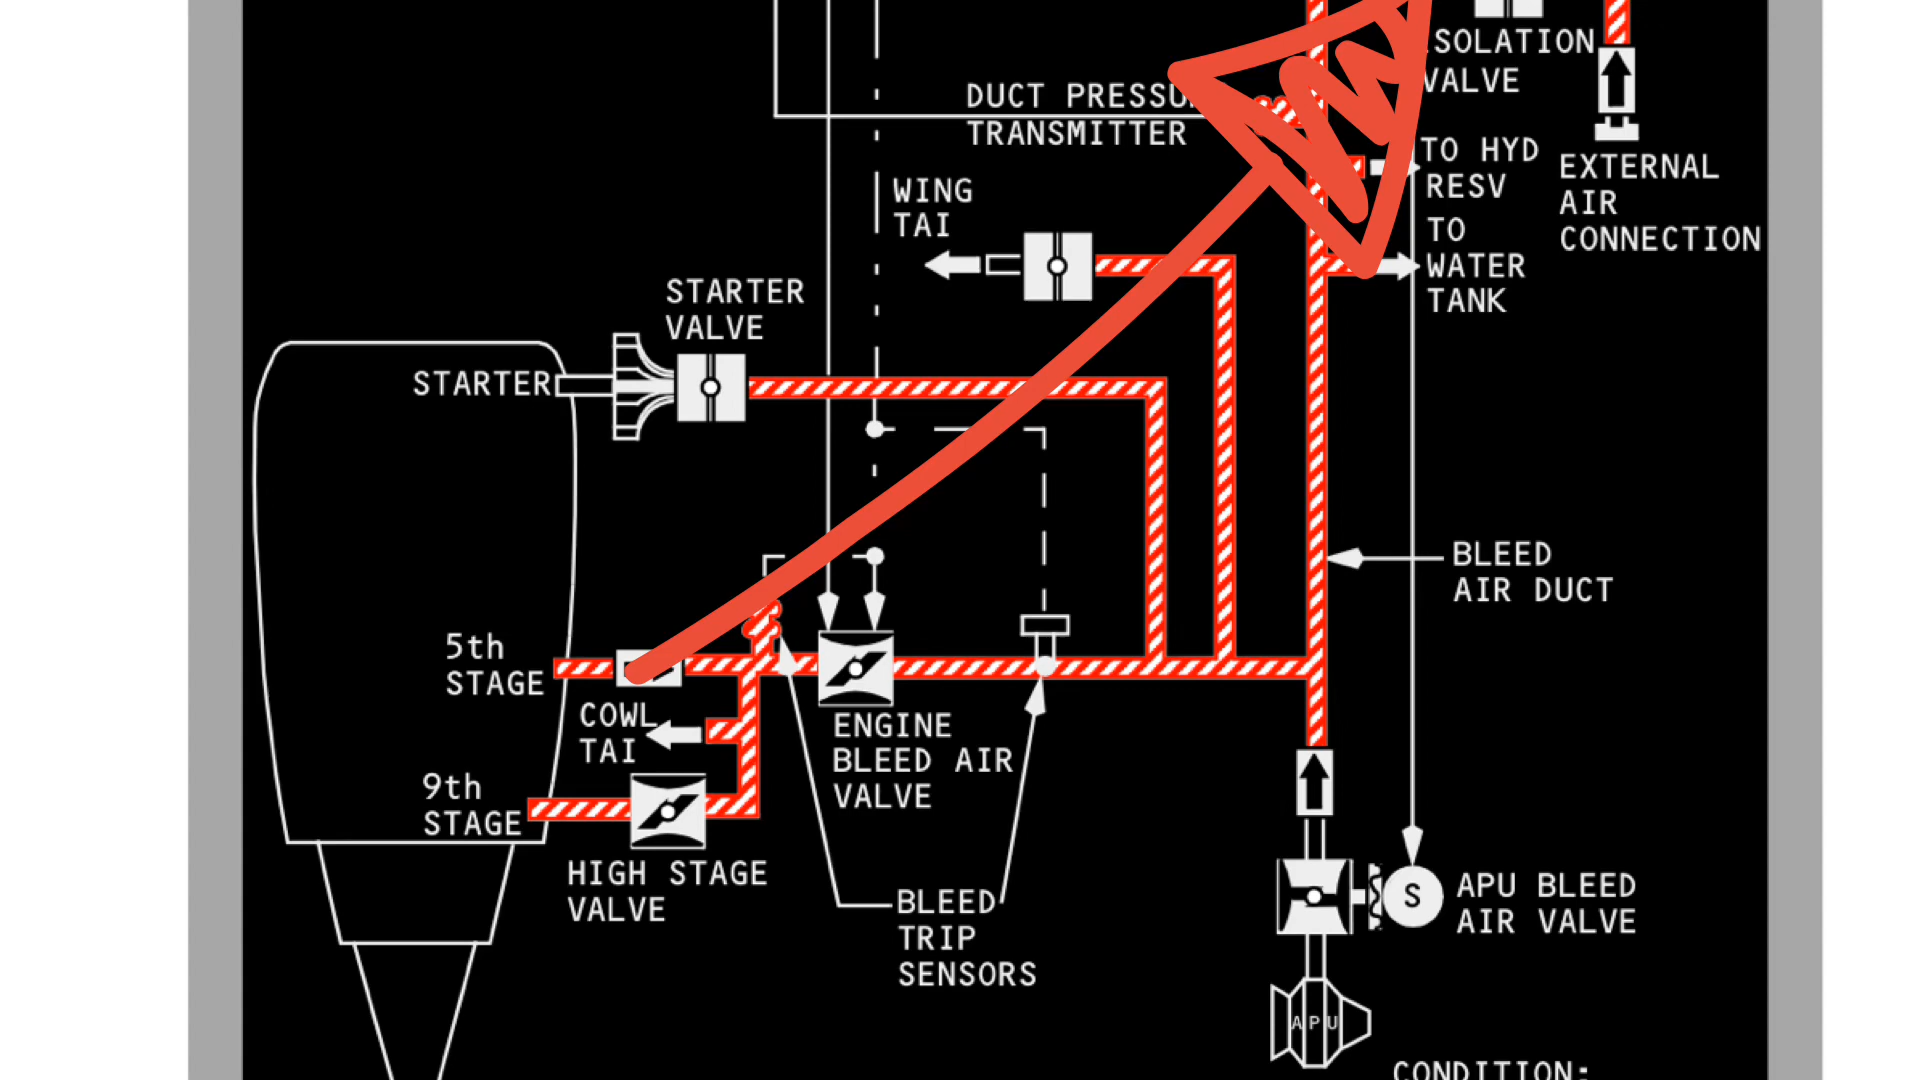 SOLATION
VALVE
DUCT PRESSU
TRANSMITTER
TO HYD
RESV
EXTERNAL
AIR
CONNECTION
WING
TAI
TO
WATER
TANK
STARTER
VALVE
STARTER
BLEED
AIR DUCT
5th
STAGE
COWL
TAI
ENGINE
BLEED AIR
VALVE
9th
STAGE
HIGH STAGE
VALVE
BLEED
TRIP
SENSORS
S
APU BLEED
AIR VALVE
APU
CONDITION: